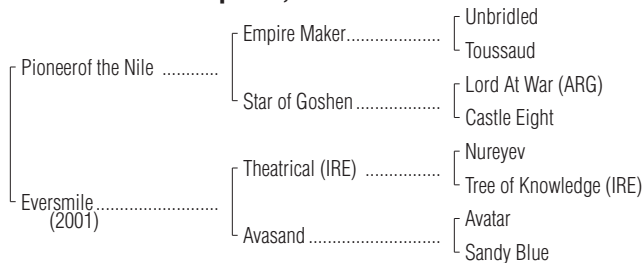 Unbridled
Empire Maker....................
Toussaud
Pioneerof the Nile ............
Lord At War (ARG)
Star of Goshen ..................
Castle Eight
Nureyev
Theatrical (IRE) ................
Tree of Knowledge (IRE)
Eversmile ..........................
(2001)
Avatar
Avasand ............................
Sandy Blue